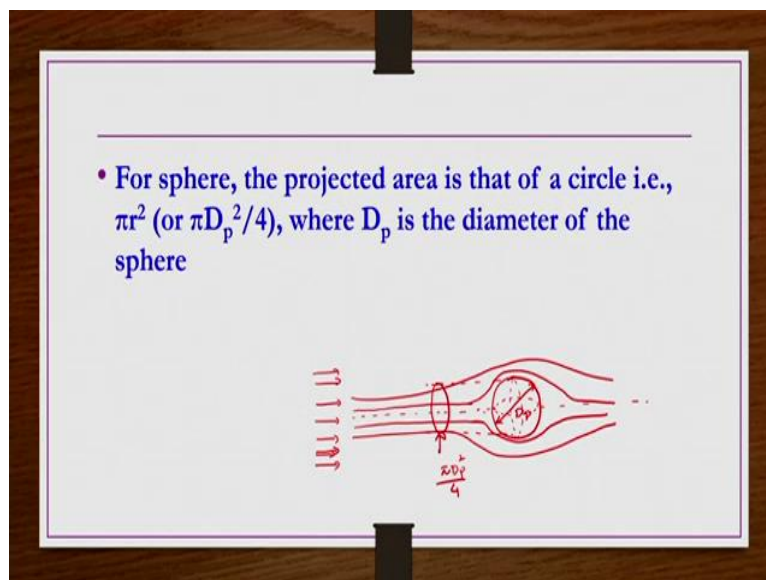 • For sphere, the projected area is that of a circle i.e.,
πr² (or πDₚ²/4), where Dₚ is the diameter of the
sphere
Dₚ
πDₚ²
4